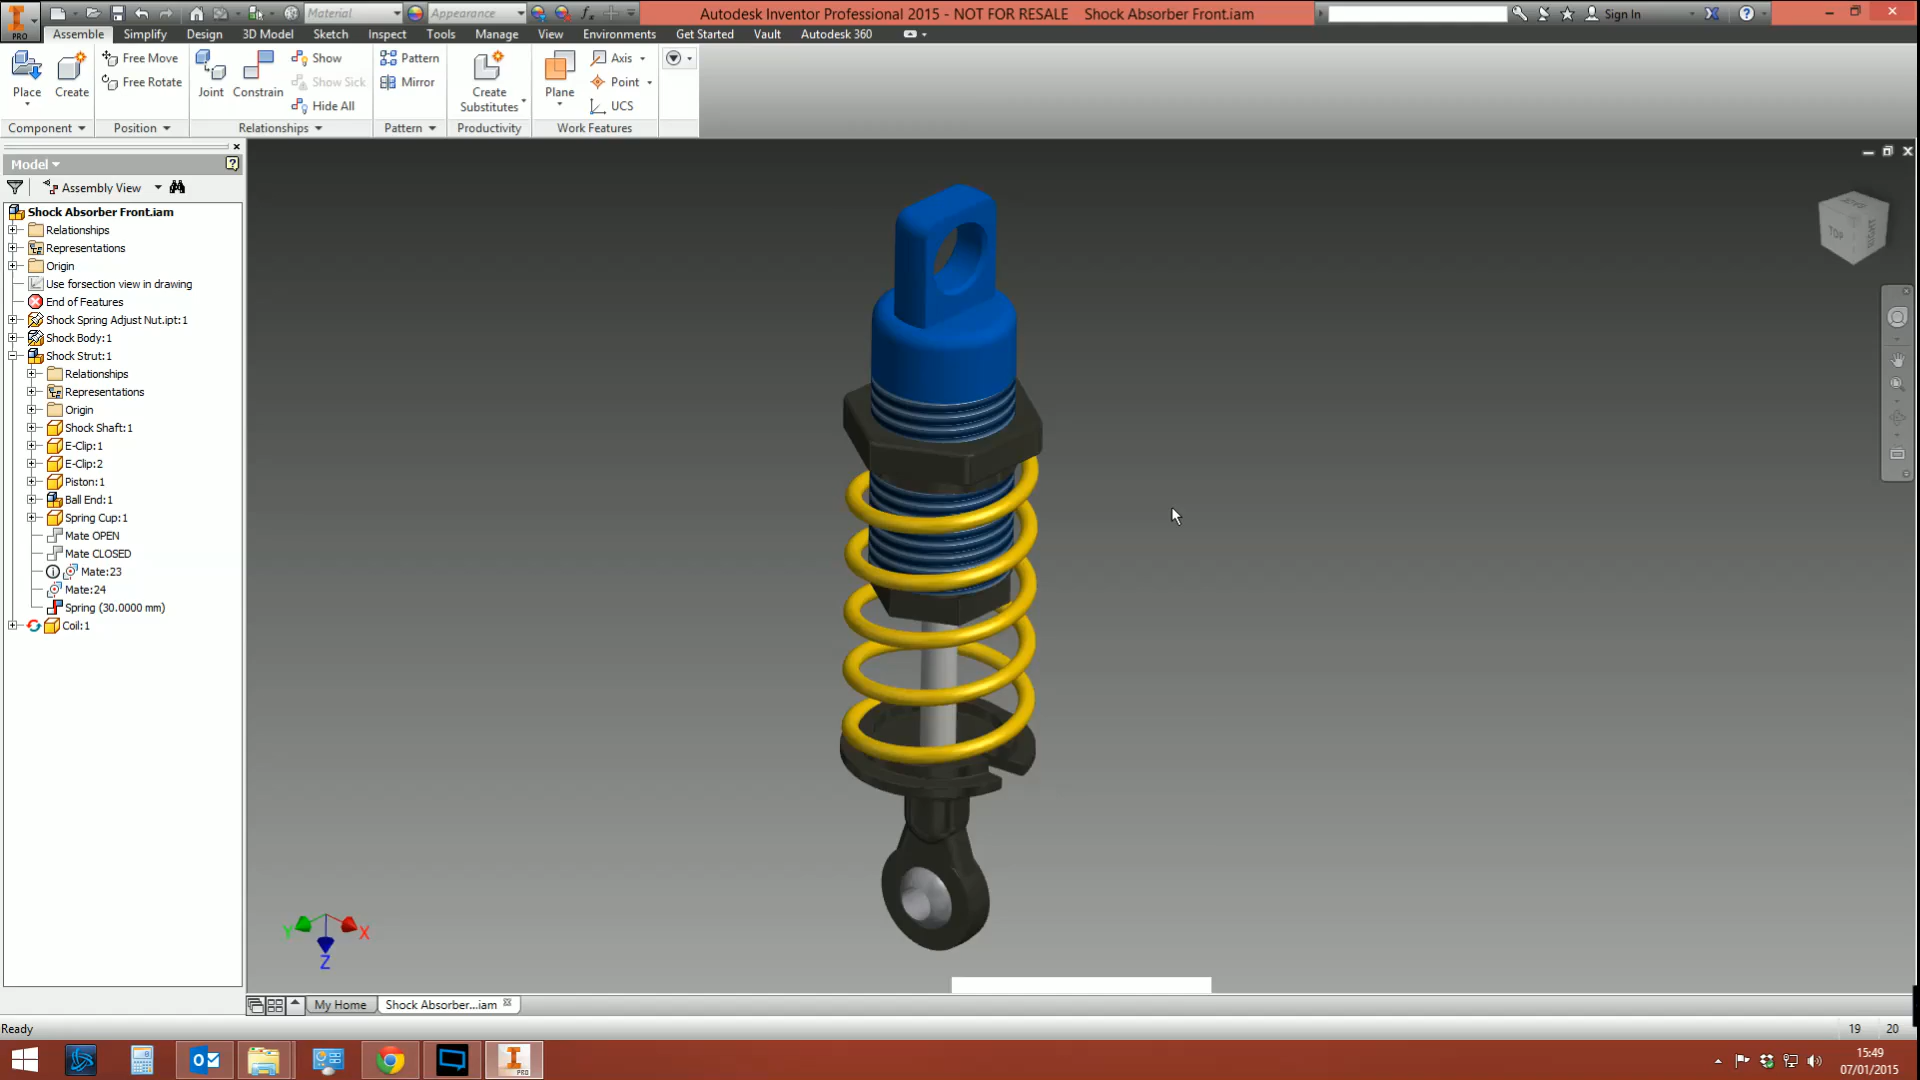 Material
Appearance
Autodesk Inventor Professional 2015 - NOT FOR RESALE Shock Absorber Front.iam
Sign In
PRO
Assemble Simplify Design 3D Model Sketch Inspect Tools Manage View Environments Get Started Vault Autodesk 360
Place
Create
Free Move
Free Rotate
Joint
Constrain
Show
Show Sick
Hide All
Pattern
Mirror
Create
Substitutes
Plane
Axis
Point
UCS
Component Position Relationships Pattern Productivity Work Features
Model
Assembly View
Shock Absorber Front.iam
Relationships
Representations
Origin
Use forsection view in drawing
End of Features
Shock Spring Adjust Nut.ipt:1
Shock Body:1
Shock Strut:1
Relationships
Representations
Origin
Shock Shaft:1
E-Clip:1
E-Clip:2
Piston:1
Ball End:1
Spring Cup:1
Mate OPEN
Mate CLOSED
Mate:23
Mate:24
Spring (30.0000 mm)
Coil:1
TOP
RIGHT
Y
X
Z
My Home
Shock Absorber...iam
Ready
19 20
PRO
15:49
07/01/2015